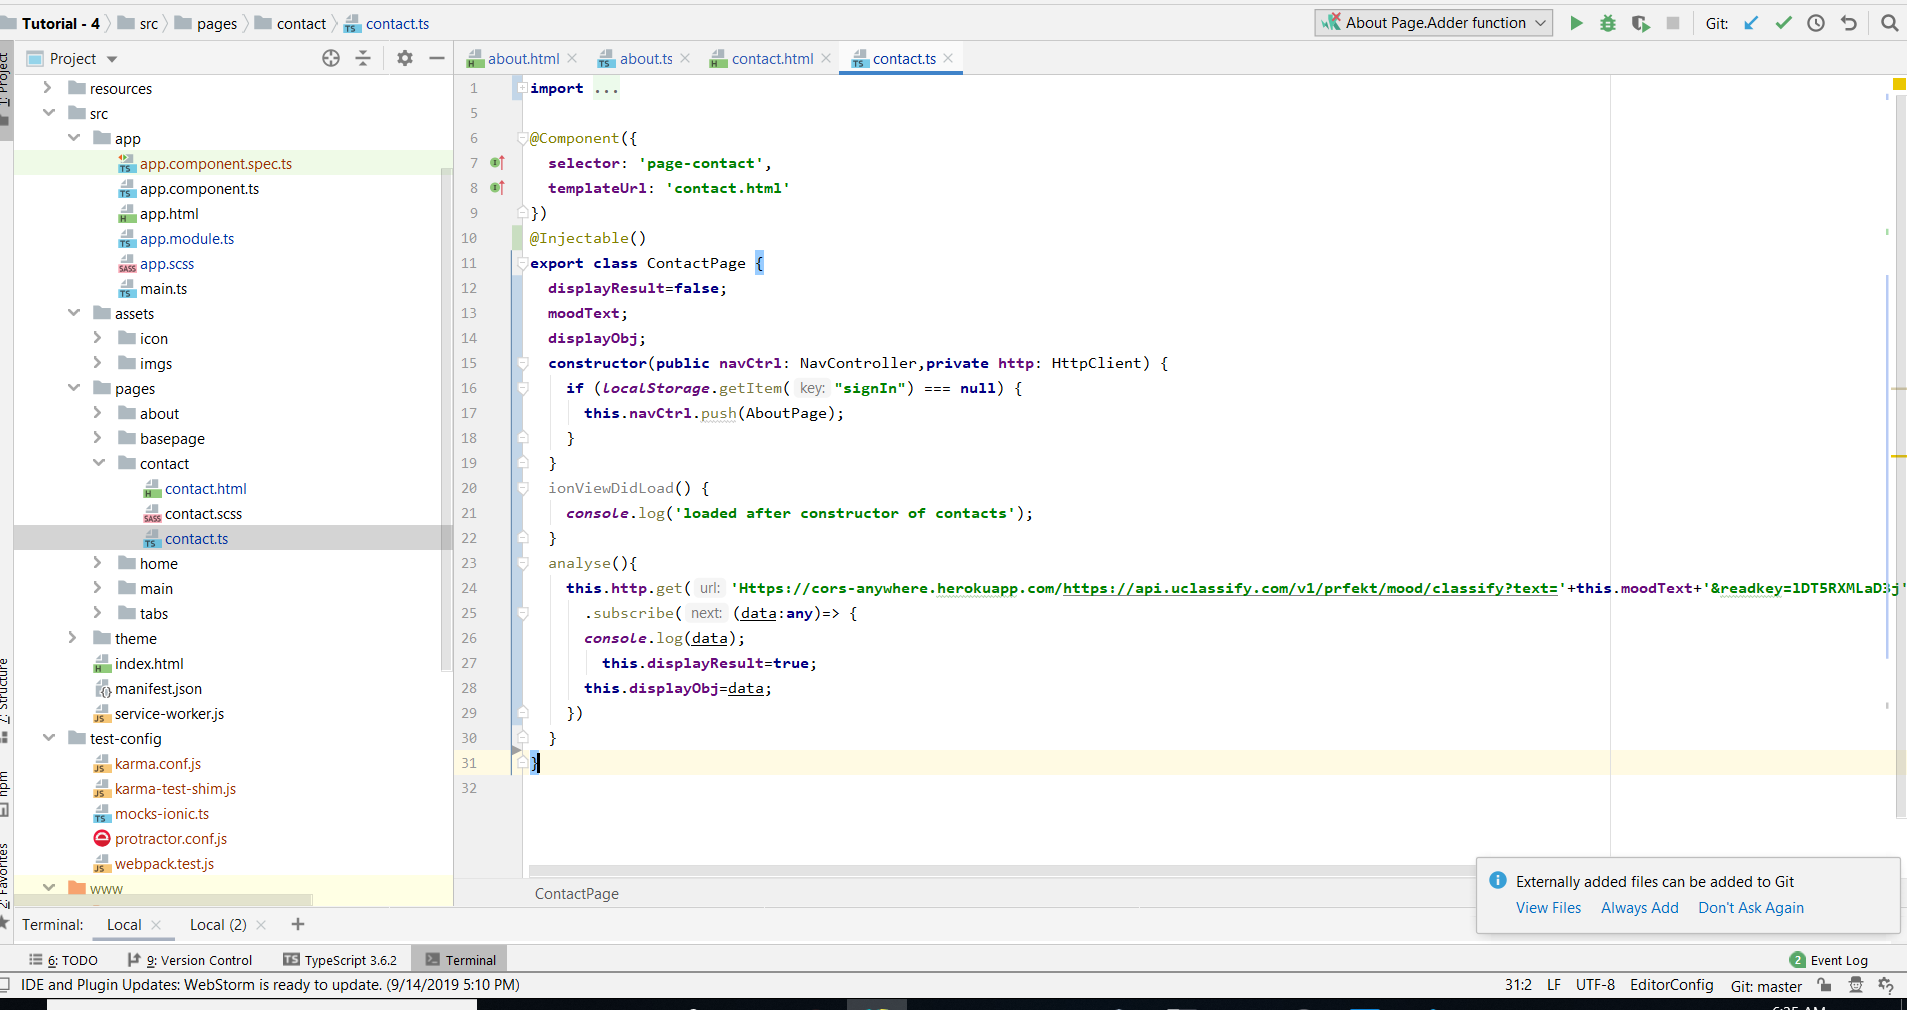 Tutorial - 4 src pages contact contact.ts
About Page.Adder function Git:
1: Project
Project
about.html about.ts contact.html contact.ts
resources
src
app
app.component.spec.ts
app.component.ts
app.html
app.module.ts
app.scss
main.ts
assets
icon
imgs
pages
about
basepage
contact
contact.html
contact.scss
contact.ts
home
main
tabs
theme
index.html
manifest.json
service-worker.js
test-config
karma.conf.js
karma-test-shim.js
mocks-ionic.ts
protractor.conf.js
webpack.test.js
www
Z: Structure
npm
2: Favorites
1 import ...
5
6 @Component({
7 selector: 'page-contact',
8 templateUrl: 'contact.html'
9 })
10 @Injectable()
11 export class ContactPage {
12 displayResult=false;
13 moodText;
14 displayObj;
15 constructor(public navCtrl: NavController,private http: HttpClient) {
16 if (localStorage.getItem( key: "signIn") === null) {
17 this.navCtrl.push(AboutPage);
18 }
19 }
20 ionViewDidLoad() {
21 console.log('loaded after constructor of contacts');
22 }
23 analyse(){
24 this.http.get( url: 'Https://cors-anywhere.herokuapp.com/https://api.uclassify.com/v1/prfekt/mood/classify?text='+this.moodText+'&readkey=lDT5RXMLaD3j'
25 .subscribe( next: (data:any)=> {
26 console.log(data);
27 this.displayResult=true;
28 this.displayObj=data;
29 })
30 }
31 }
32
ContactPage
Externally added files can be added to Git
View Files Always Add Don't Ask Again
Terminal: Local Local (2) +
6: TODO 9: Version Control TypeScript 3.6.2 Terminal 2 Event Log
IDE and Plugin Updates: WebStorm is ready to update. (9/14/2019 5:10 PM) 31:2 LF UTF-8 EditorConfig Git: master